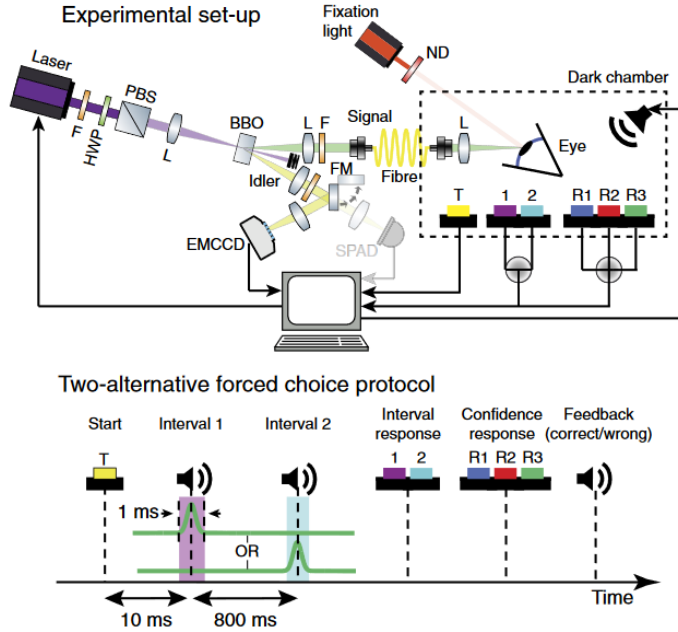 Experimental set-up
Fixation
light
ND
Laser
Dark chamber
PBS
F
HWP
L
BBO
L F
Signal
L
Eye
Fibre
Idler
FM
T
1 2
R1 R2 R3
EMCCD
SPAD
Two-alternative forced choice protocol
Start
Interval 1
Interval 2
Interval
response
Confidence
response
Feedback
(correct/wrong)
T
1 2
R1 R2 R3
1 ms
OR
Time
10 ms
800 ms